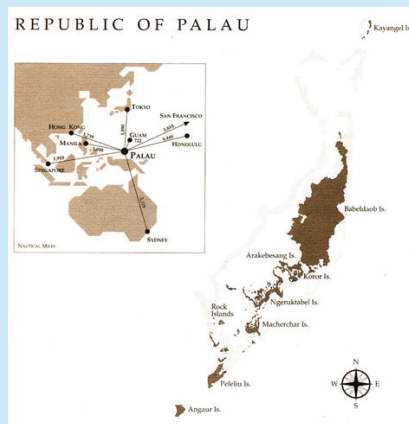 REPUBLIC OF PALAU
Kayangel Is.
TOKYO
SAN FRANCISCO
HONG KONG
GUAM
722
MANILA
HONOLULU
PALAU
SINGAPORE
SYDNEY
NAUTICAL MILES
Babeldaob Is.
Arakebesang Is.
Koror Is.
Ngeruktabel Is.
Rock
Islands
Macherchar Is.
Peleliu Is.
Angaur Is.
N
W
E
S